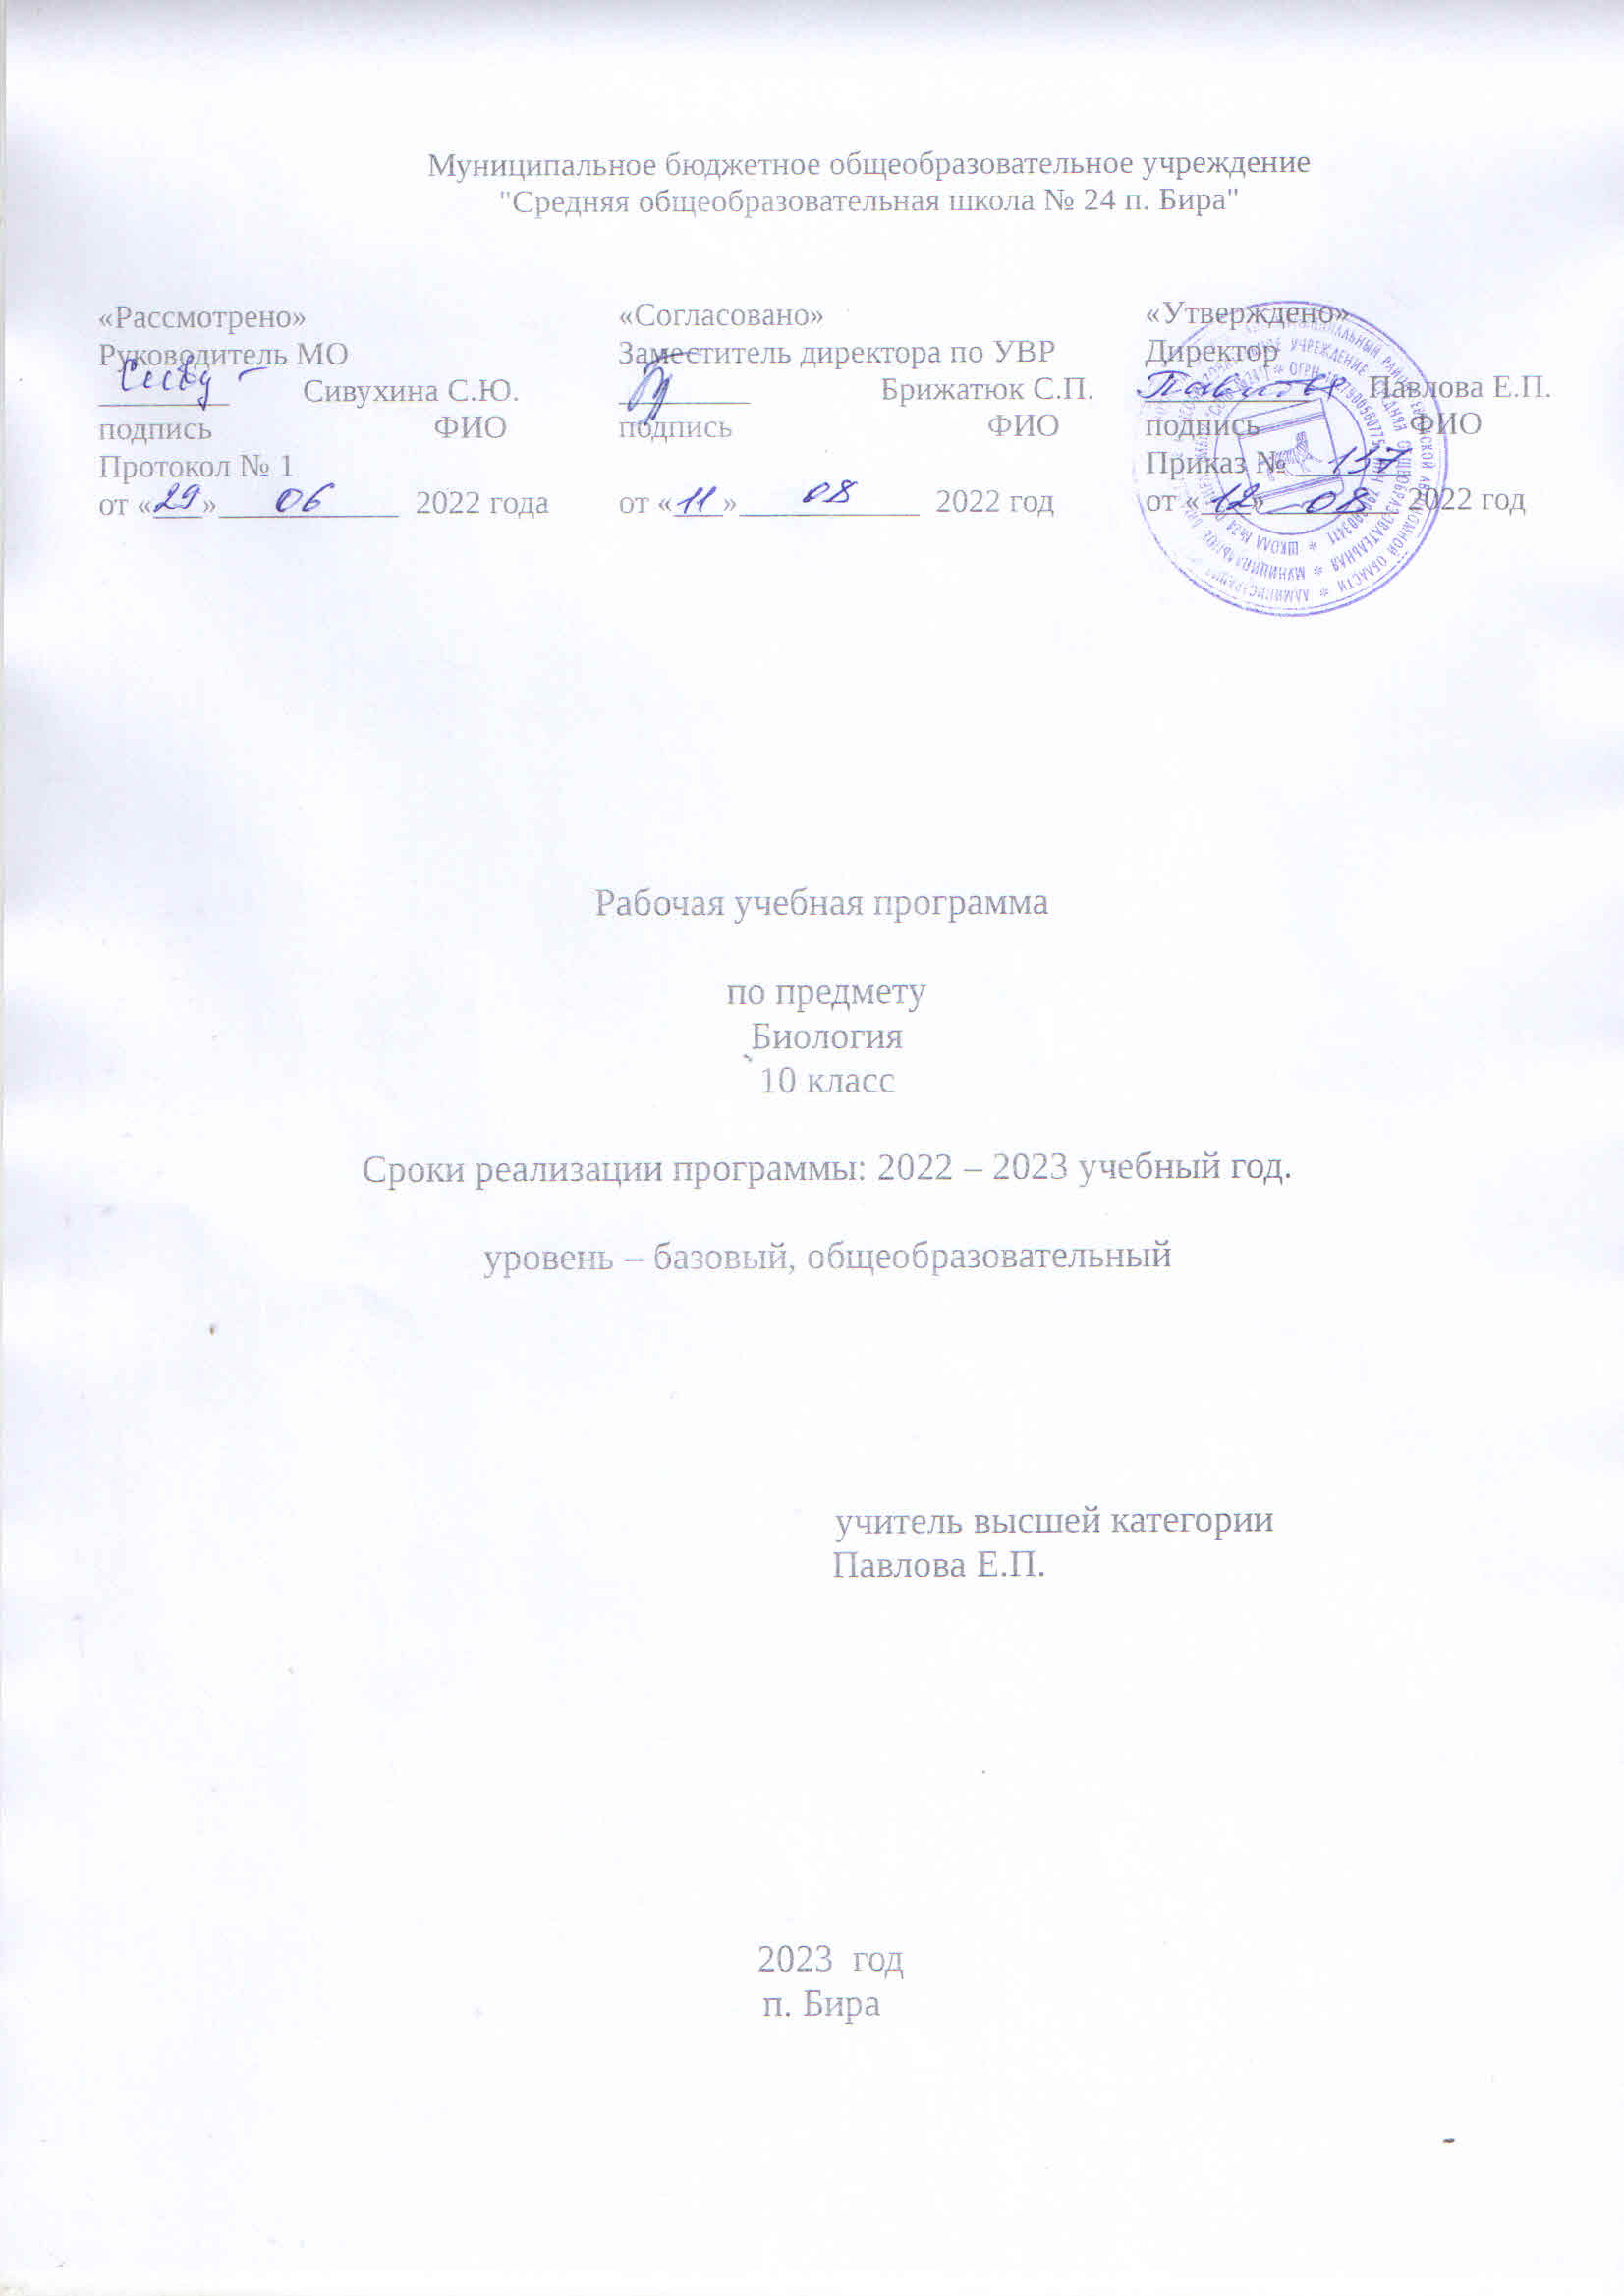 Муниципальное бюджетное общеобразовательное учреждение
"Средняя общеобразовательная школа № 24 п. Бира"
«Рассмотрено»
Руководитель МО
Сивухина С.Ю.
подпись ФИО
Протокол № 1
от «29» 06 2022 года
«Согласовано»
Заместитель директора по УВР
Брижатюк С.П.
подпись ФИО
от «11» 08 2022 год
«Утверждено»
Директор
Павлова Е.П.
подпись ФИО
Приказ № 137
от «12» 08 2022 год
Рабочая учебная программа
по предмету
Биология
10 класс
Сроки реализации программы: 2022 – 2023 учебный год.
уровень – базовый, общеобразовательный
учитель высшей категории
Павлова Е.П.
2023 год
п. Бира